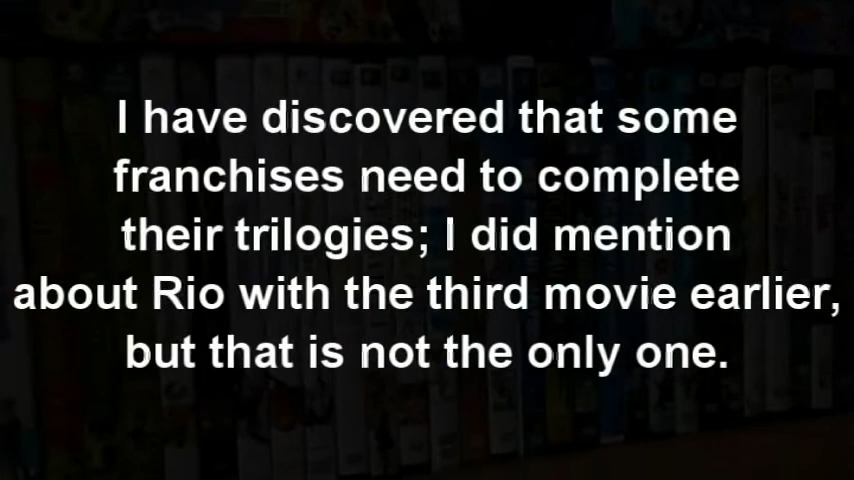 I have discovered that some
franchises need to complete
their trilogies; I did mention
about Rio with the third movie earlier,
but that is not the only one.